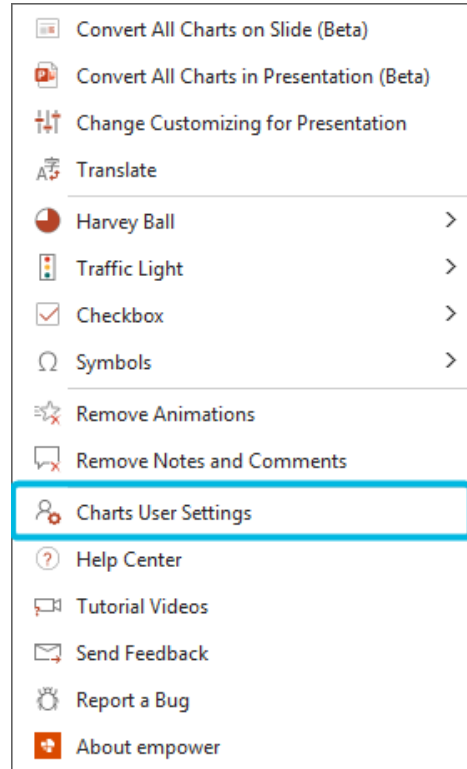 Convert All Charts on Slide (Beta)
Convert All Charts in Presentation (Beta)
Change Customizing for Presentation
Translate
Harvey Ball
Traffic Light
Checkbox
Symbols
Remove Animations
Remove Notes and Comments
Charts User Settings
Help Center
Tutorial Videos
Send Feedback
Report a Bug
About empower